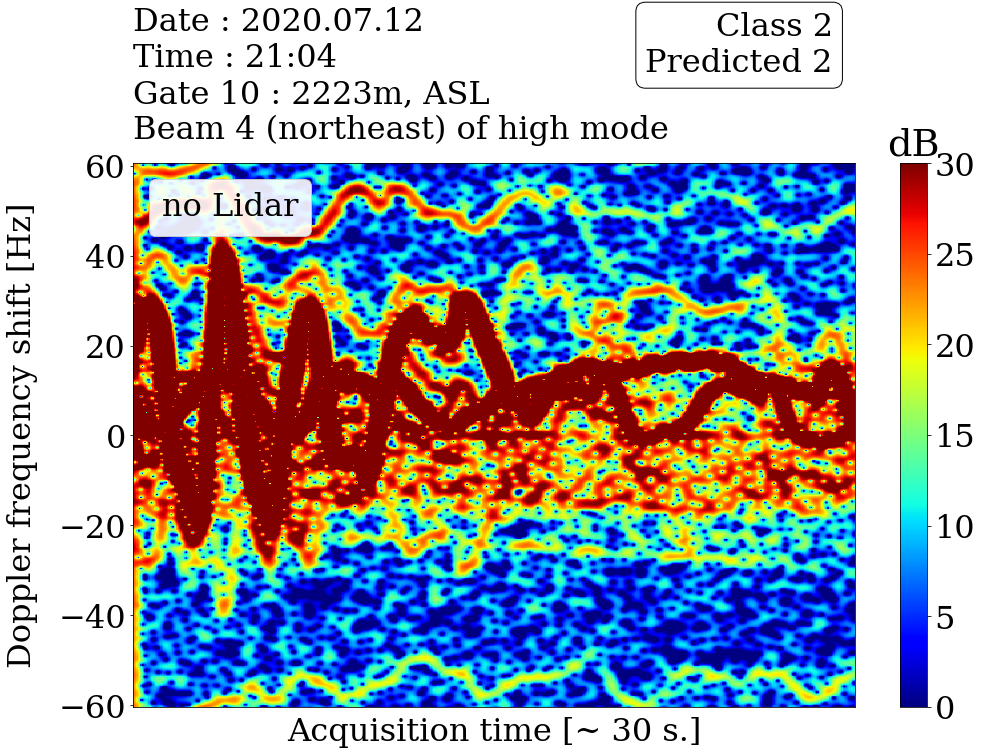 Date : 2020.07.12
Time : 21:04
Gate 10 : 2223m, ASL
Beam 4 (northeast) of high mode
Class 2
Predicted 2
dB
no Lidar
Doppler frequency shift [Hz]
60
40
20
0
−20
−40
−60
30
25
20
15
10
5
0
Acquisition time [~ 30 s.]